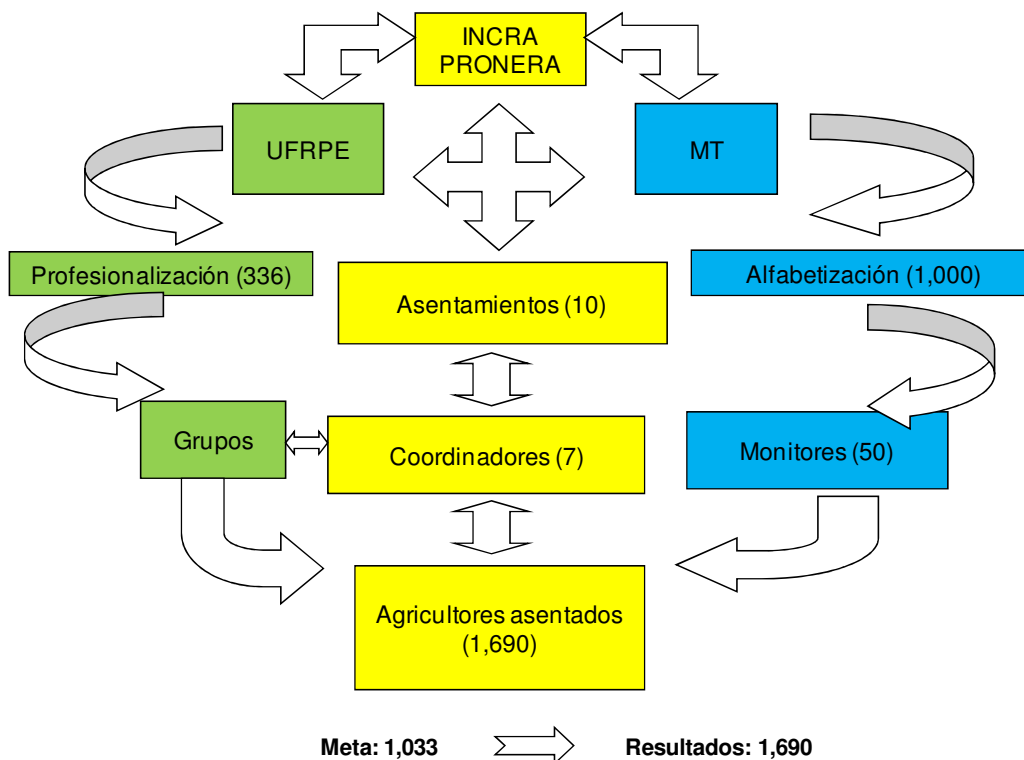 INCRA
PRONERA
UFRPE
MT
Profesionalización (336)
Asentamientos (10)
Alfabetización (1,000)
Grupos
Coordinadores (7)
Monitores (50)
Agricultores asentados
(1,690)
Meta: 1,033
Resultados: 1,690